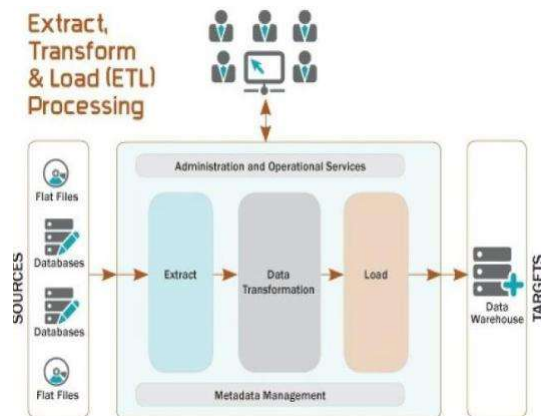 Extract,
Transform
& Load (ETL)
Processing
Administration and Operational Services
SOURCES
Flat Files
Databases
Databases
Flat Files
Extract
Data
Transformation
Load
Metadata Management
Data
Warehouse
TARGETS